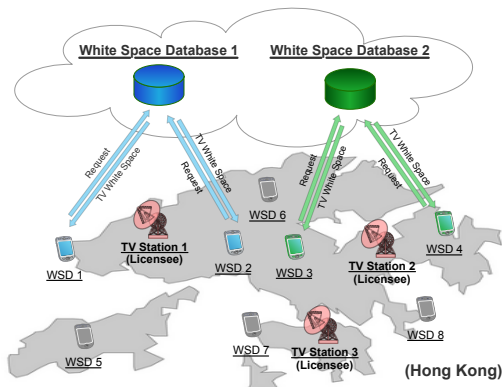 White Space Database 1
White Space Database 2
Request
TV White Space
TV White Space
Request
Request
TV White Space
TV White Space
Request
WSD 6
TV Station 1
(Licensee)
WSD 1
WSD 2
WSD 3
TV Station 2
(Licensee)
WSD 4
WSD 5
WSD 7
TV Station 3
(Licensee)
WSD 8
(Hong Kong)